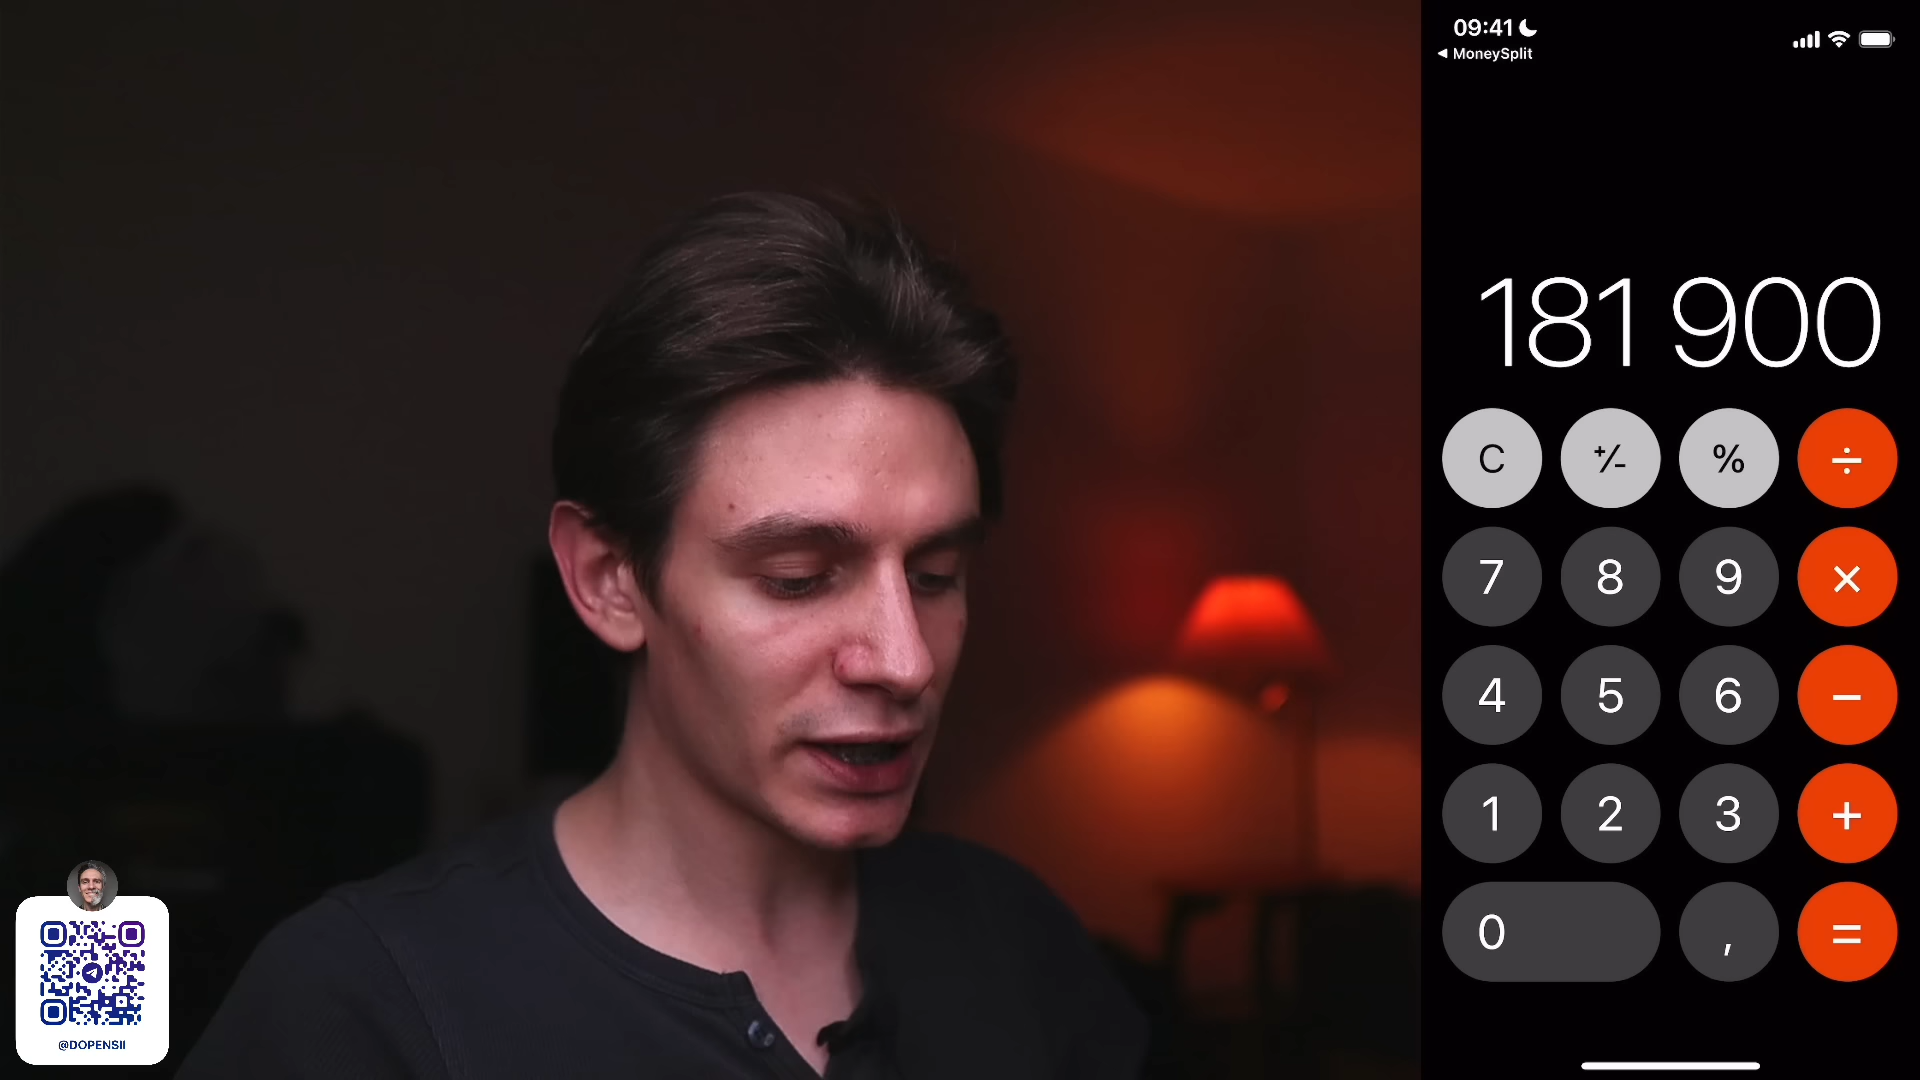 09:41
◀ MoneySplit
181 900
C +/- % ÷
7 8 9 ×
4 5 6 −
1 2 3 +
0 , =
@DOPENSII